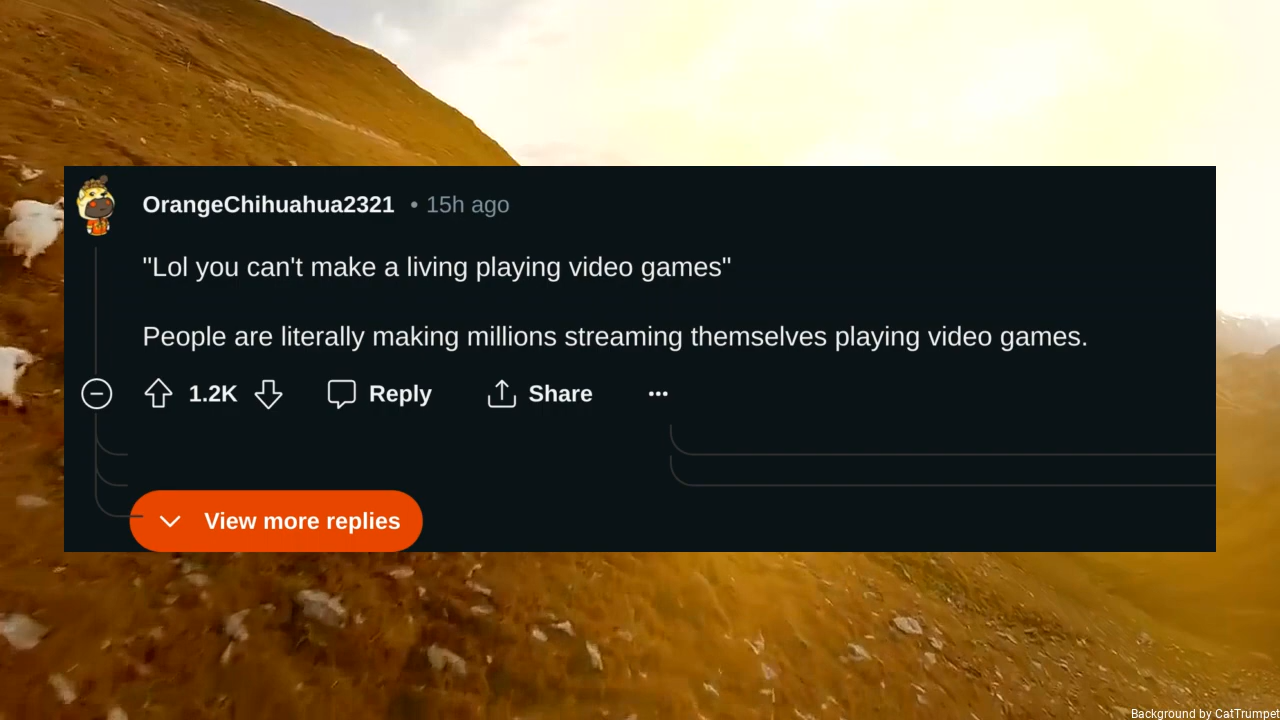 OrangeChihuahua2321 • 15h ago
"Lol you can't make a living playing video games"
People are literally making millions streaming themselves playing video games.
1.2K Reply Share •••
View more replies
Background by CatTrumpet